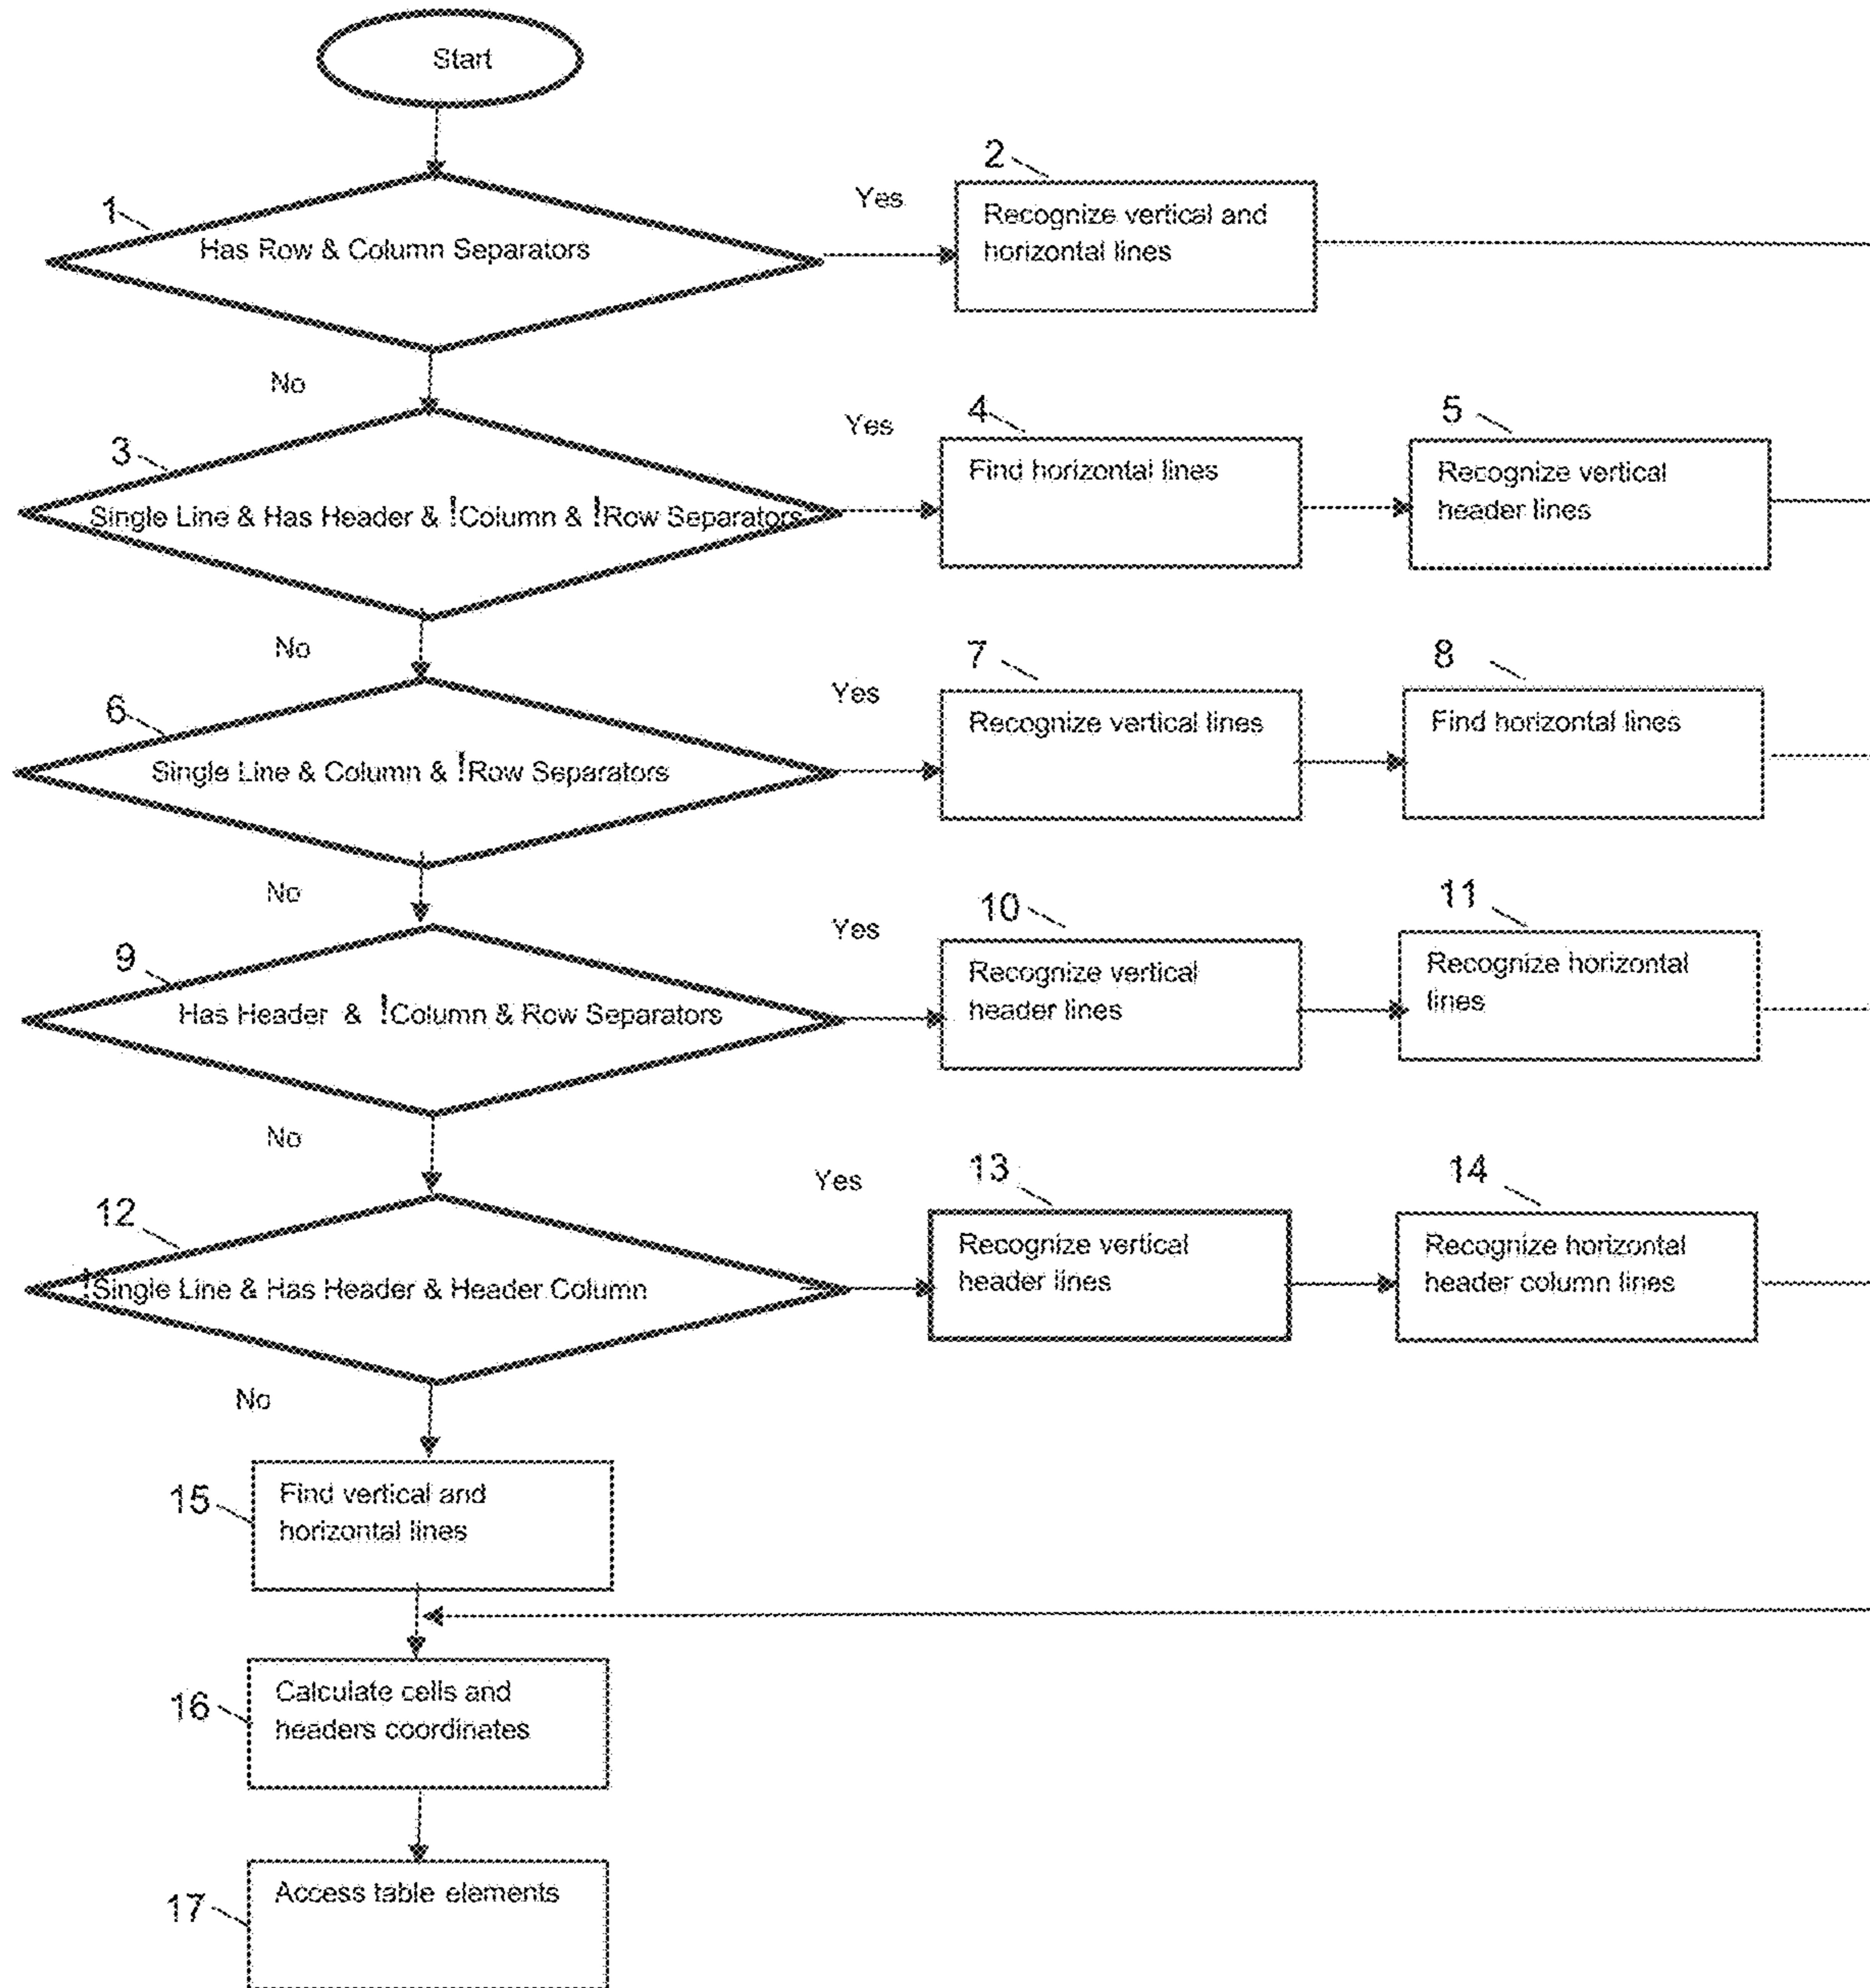 Start
1
Has Row & Column Separators
Yes
2
Recognize vertical and
horizontal lines
No
3
Single Line & Has Header & !Column & !Row Separators
Yes
4
Find horizontal lines
5
Recognize vertical
header lines
No
6
Single Line & Column & !Row Separators
Yes
7
Recognize vertical lines
8
Find horizontal lines
No
9
Has Header & !Column & Row Separators
Yes
10
Recognize vertical
header lines
11
Recognize horizontal
lines
No
12
!Single Line & Has Header & Header Column
Yes
13
Recognize vertical
header lines
14
Recognize horizontal
header column lines
No
15
Find vertical and
horizontal lines
16
Calculate cells and
headers coordinates
17
Access table elements